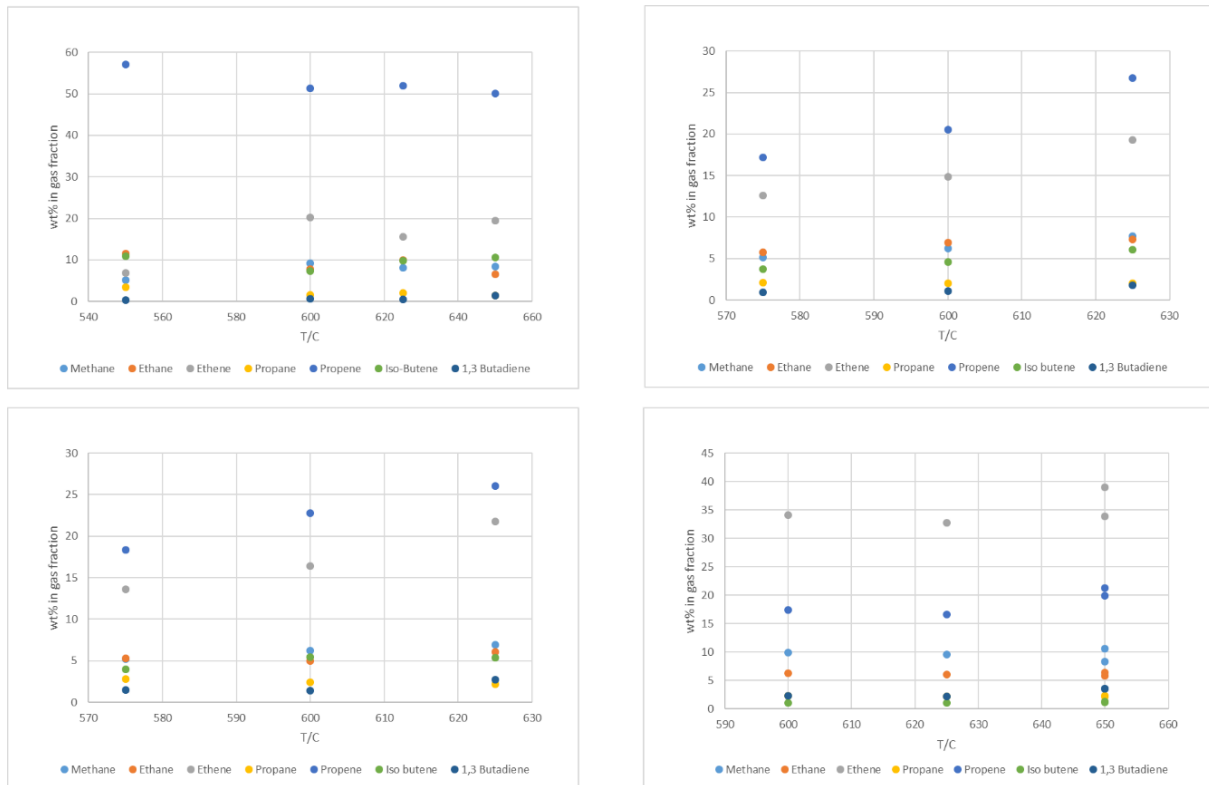 60
50
40
30
20
10
0
540 560 580 600 620 640 660
wt% in gas fraction
T/C
Methane Ethane Ethene Propane Propene Iso-Butene 1,3 Butadiene
30
25
20
15
10
5
0
570 580 590 600 610 620 630
wt% in gas fraction
T/C
Methane Ethane Ethene Propane Propene Iso butene 1,3 Butadiene
30
25
20
15
10
5
0
570 580 590 600 610 620 630
wt% in gas fraction
T/C
Methane Ethane Ethene Propane Propene Iso butene 1,3 Butadiene
45
40
35
30
25
20
15
10
5
0
590 600 610 620 630 640 650 660
wt% in gas fraction
T/C
Methane Ethane Ethene Propane Propene Iso butene 1,3 Butadiene